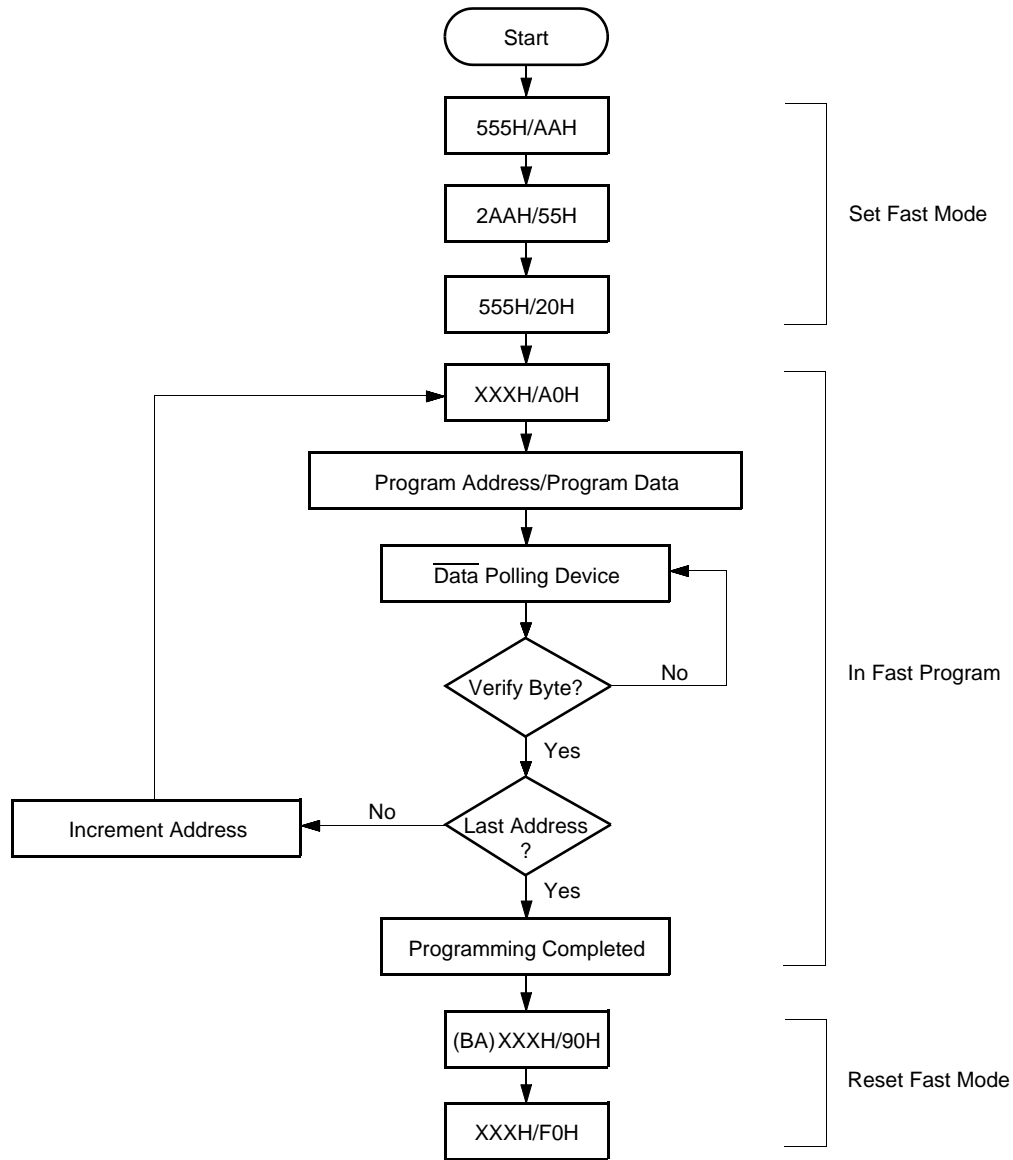 Start
555H/AAH
2AAH/55H
Set Fast Mode
555H/20H
XXXH/A0H
Program Address/Program Data
Data Polling Device
Verify Byte?
No
In Fast Program
Yes
Increment Address
No
Last Address
?
Yes
Programming Completed
(BA) XXXH/90H
Reset Fast Mode
XXXH/F0H